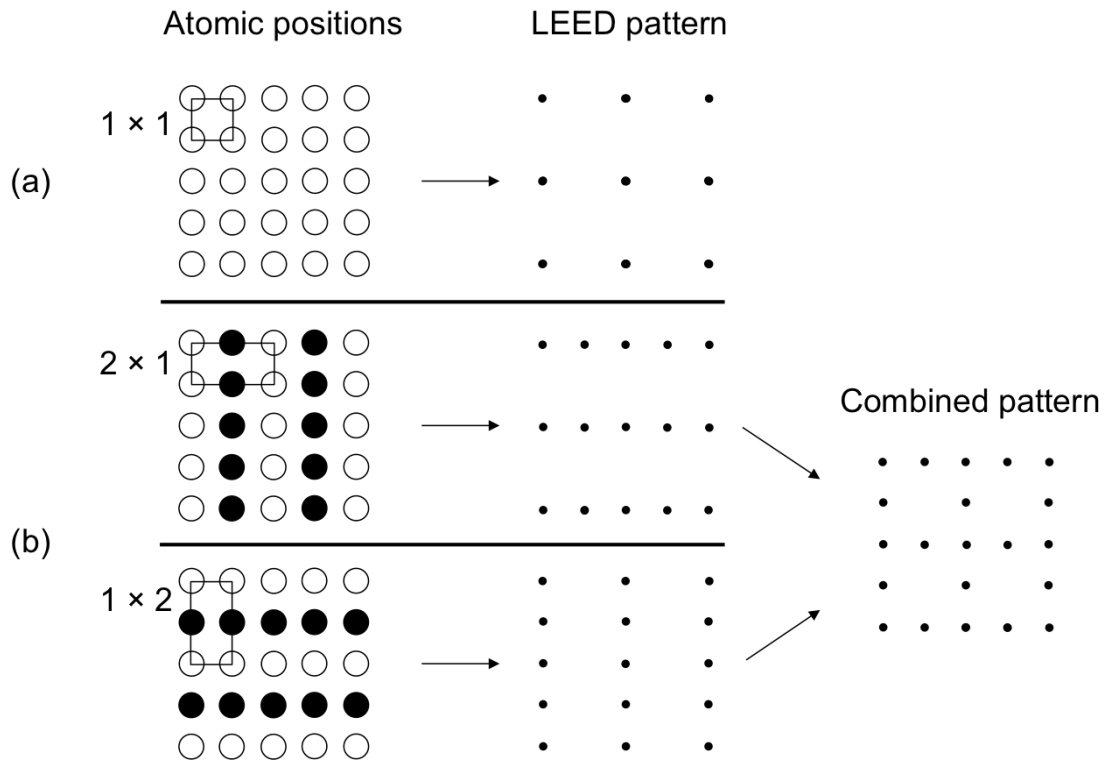 Atomic positions
LEED pattern
1 × 1
(a)
2 × 1
Combined pattern
(b)
1 × 2